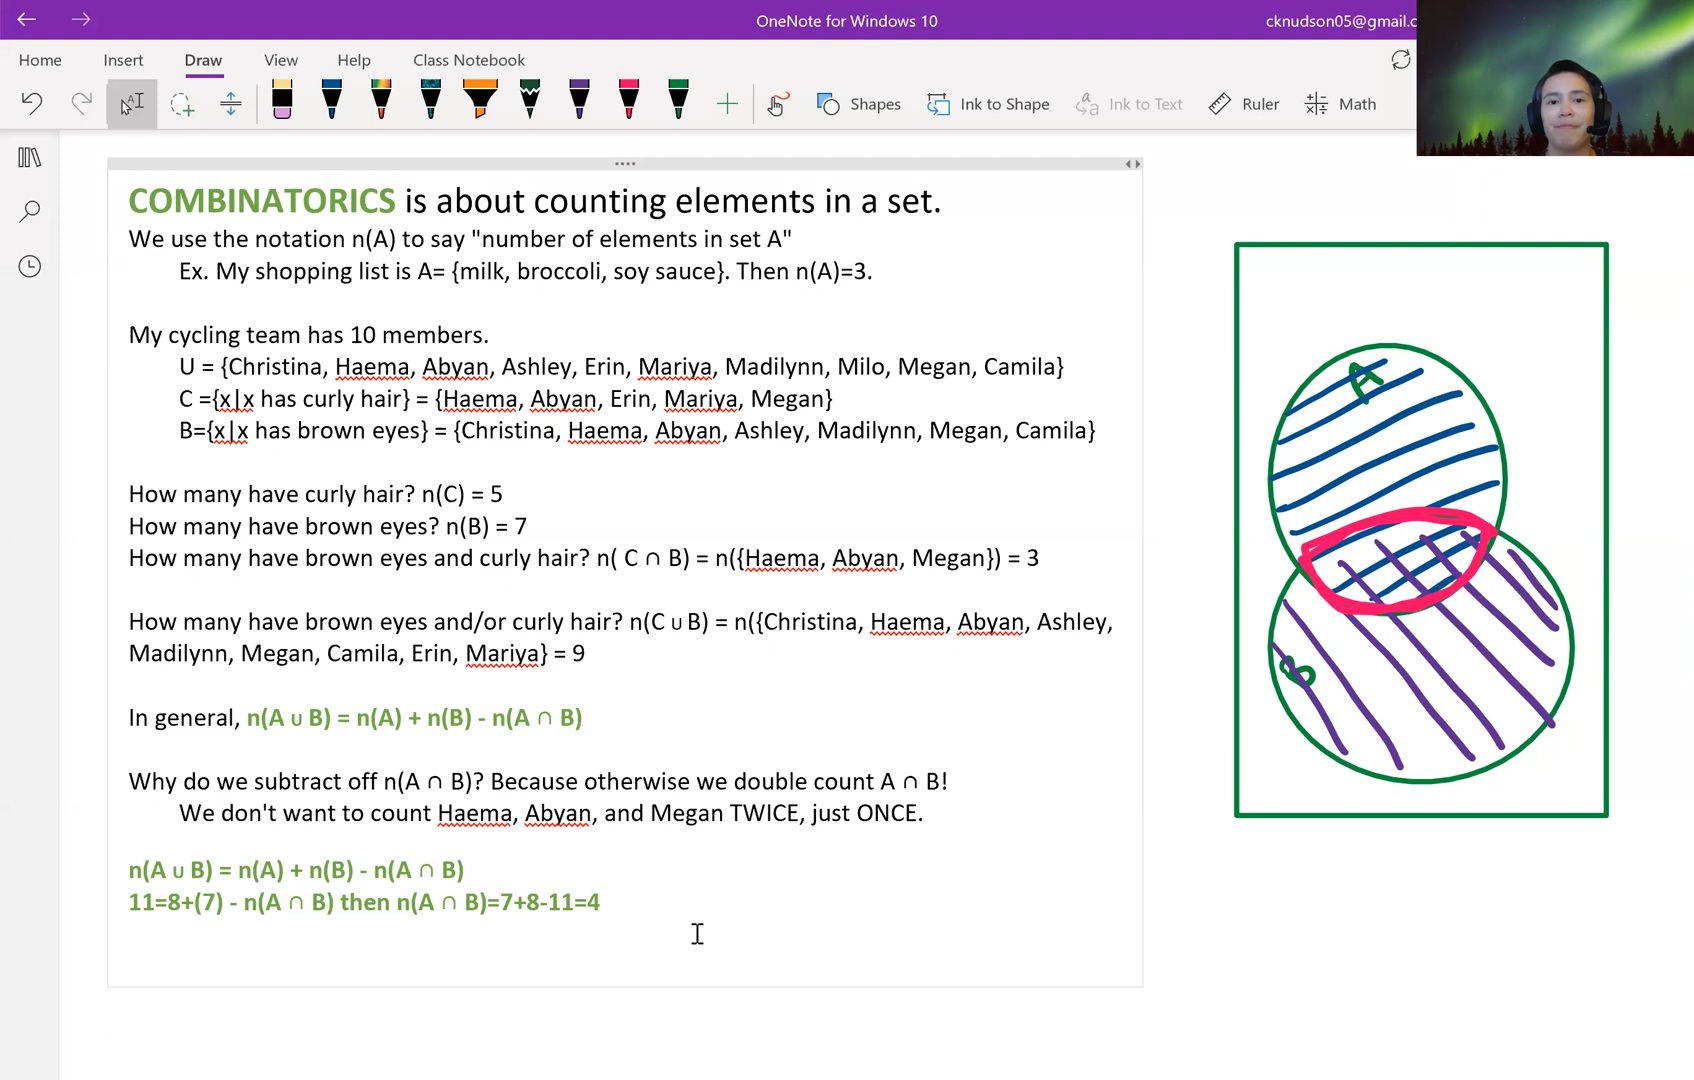 OneNote for Windows 10
cknudson05@gmail.c
Home Insert Draw View Help Class Notebook
Shapes Ink to Shape Ink to Text Ruler Math
COMBINATORICS is about counting elements in a set.
We use the notation n(A) to say "number of elements in set A"
Ex. My shopping list is A= {milk, broccoli, soy sauce}. Then n(A)=3.
My cycling team has 10 members.
U = {Christina, Haema, Abyan, Ashley, Erin, Mariya, Madilynn, Milo, Megan, Camila}
C ={x|x has curly hair} = {Haema, Abyan, Erin, Mariya, Megan}
B={x|x has brown eyes} = {Christina, Haema, Abyan, Ashley, Madilynn, Megan, Camila}
How many have curly hair? n(C) = 5
How many have brown eyes? n(B) = 7
How many have brown eyes and curly hair? n( C ∩ B) = n({Haema, Abyan, Megan}) = 3
How many have brown eyes and/or curly hair? n(C ∪ B) = n({Christina, Haema, Abyan, Ashley,
Madilynn, Megan, Camila, Erin, Mariya} = 9
In general, n(A ∪ B) = n(A) + n(B) - n(A ∩ B)
Why do we subtract off n(A ∩ B)? Because otherwise we double count A ∩ B!
We don't want to count Haema, Abyan, and Megan TWICE, just ONCE.
n(A ∪ B) = n(A) + n(B) - n(A ∩ B)
11=8+(7) - n(A ∩ B) then n(A ∩ B)=7+8-11=4
A
B